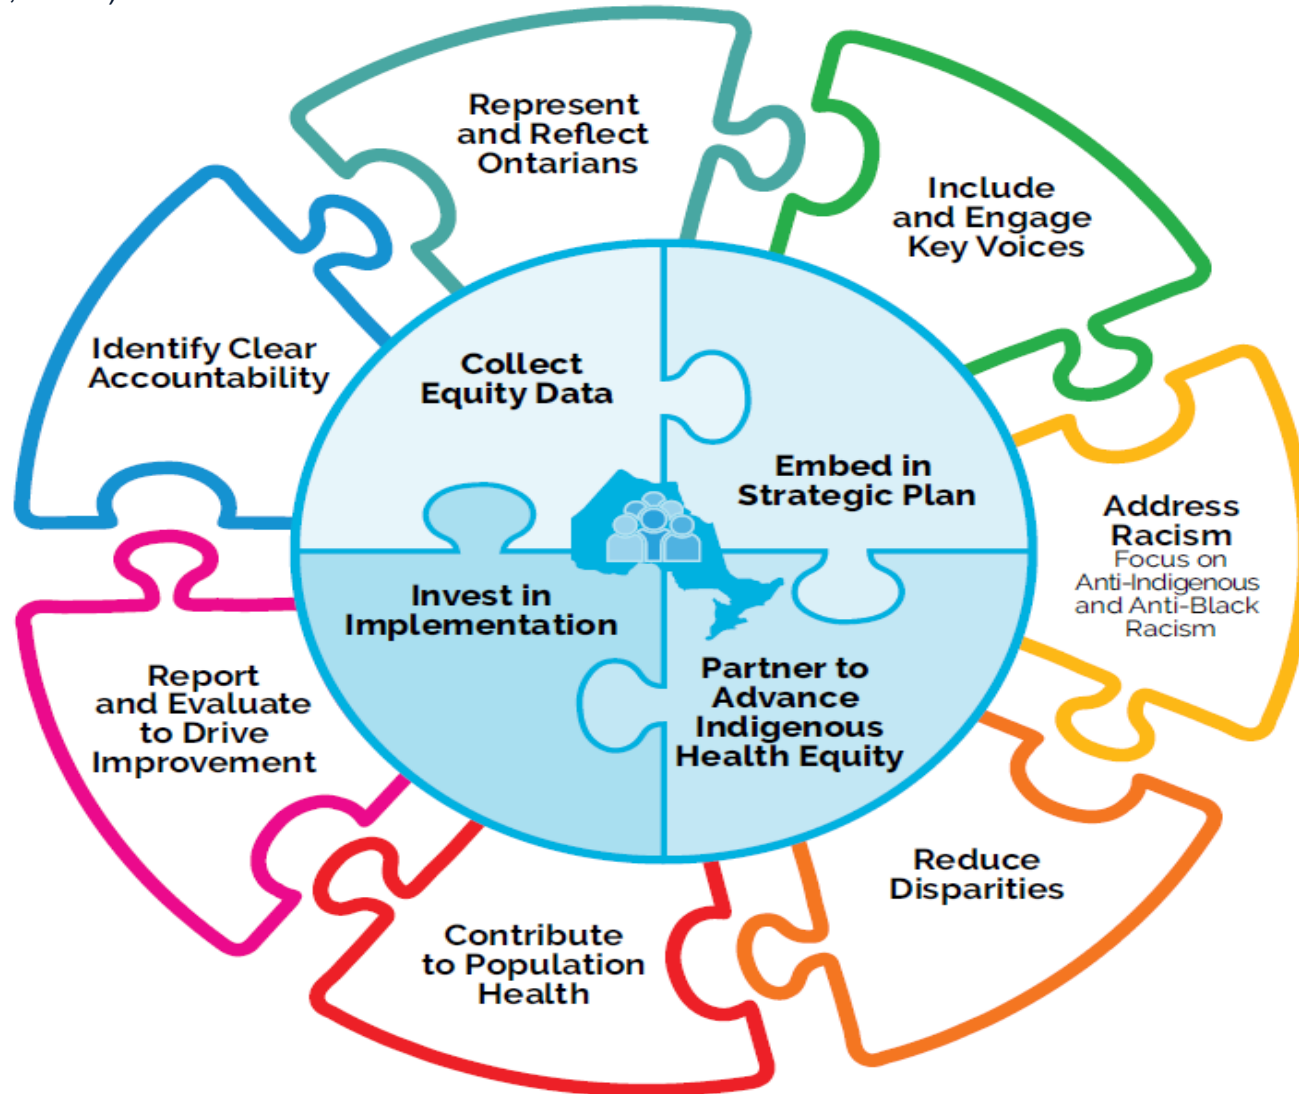 Represent
and Reflect
Ontarians
Include
and Engage
Key Voices
Identify Clear
Accountability
Collect
Equity Data
Embed in
Strategic Plan
Address
Racism
Focus on
Anti-Indigenous
and Anti-Black
Racism
Invest in
Implementation
Partner to
Advance
Indigenous
Health Equity
Report
and Evaluate
to Drive
Improvement
Reduce
Disparities
Contribute
to Population
Health